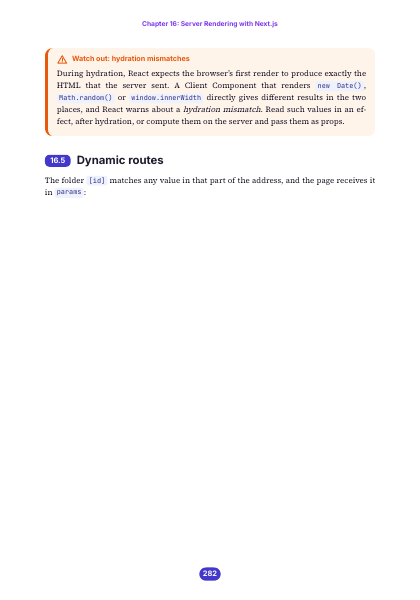 Chapter 16: Server Rendering with Next.js
Watch out: hydration mismatches
During hydration, React expects the browser's first render to produce exactly the
HTML that the server sent. A Client Component that renders new Date(),
Math.random() or window.innerWidth directly gives different results in the two
places, and React warns about a hydration mismatch. Read such values in an ef-
fect, after hydration, or compute them on the server and pass them as props.
16.5 Dynamic routes
The folder [id] matches any value in that part of the address, and the page receives it
in params :
282